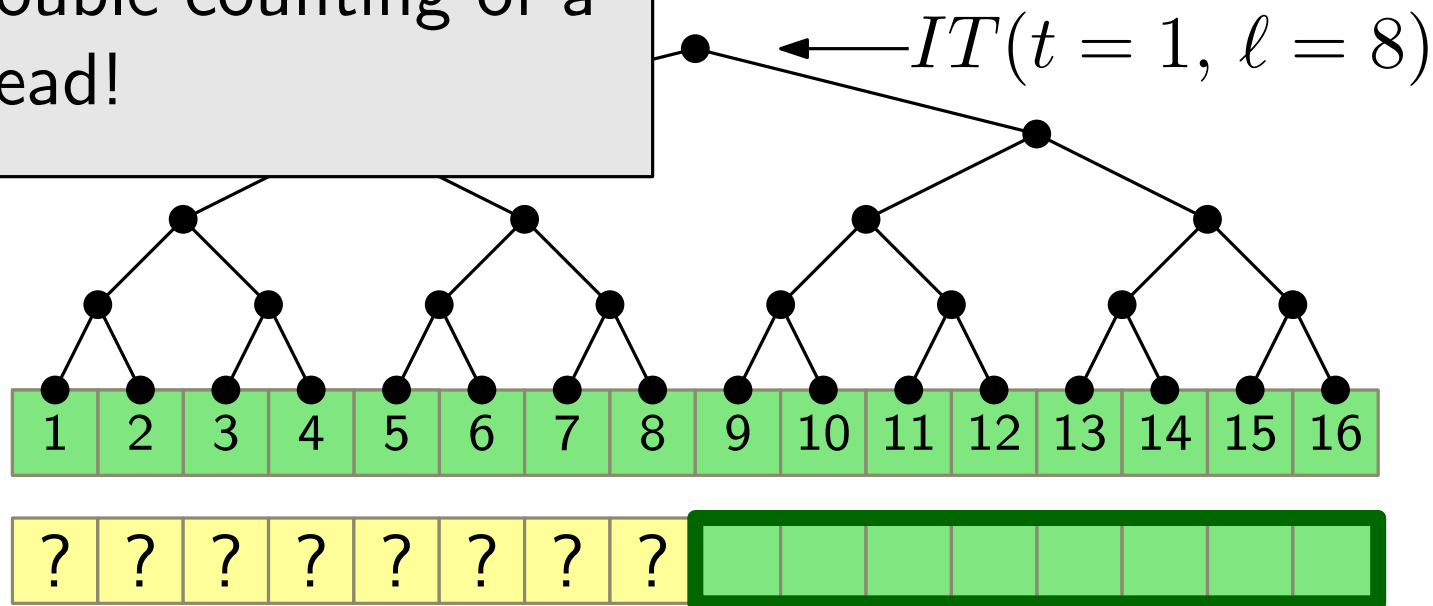 ouble counting of a
ead!
IT(t = 1, ℓ = 8)
1 2 3 4 5 6 7 8 9 10 11 12 13 14 15 16
? ? ? ? ? ? ? ?